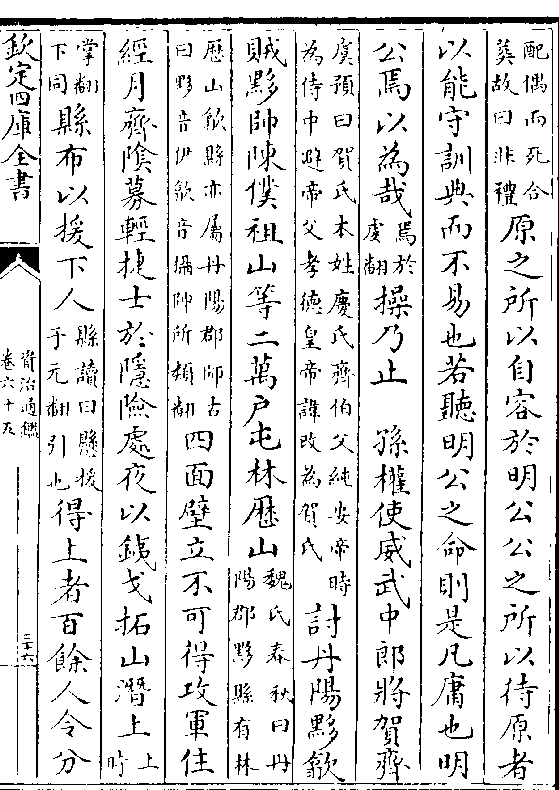 配偶而死合
葬故曰非禮
原之所以自容於明公公之所以待原者
以能守訓典而不易也若聽明公之命則是凡庸也明
公焉以為哉
焉於
虔翻
操乃止
孫權使威武中郎將賀齊
虞預曰賀氏本姓慶氏齊伯父純安帝時
為侍中避帝父孝德皇帝諱改為賀氏
討丹陽黟歙
賊黟帥陳僕祖山等二萬户屯林歷山
魏氏春秋曰丹
陽郡黟縣有林
歷山歙縣亦屬丹陽郡師古
曰黟音伊歙音攝帥所類翻
四面壁立不可得攻軍住
經月齊陰募輕捷士於隱險處夜以鐵戈拓山潛上
上
時
掌翻
下同
縣布以援下人
縣讀曰懸援
于元翻引也
得上者百餘人令分
欽定四庫全書
資治通鑑
卷六十五
三十六